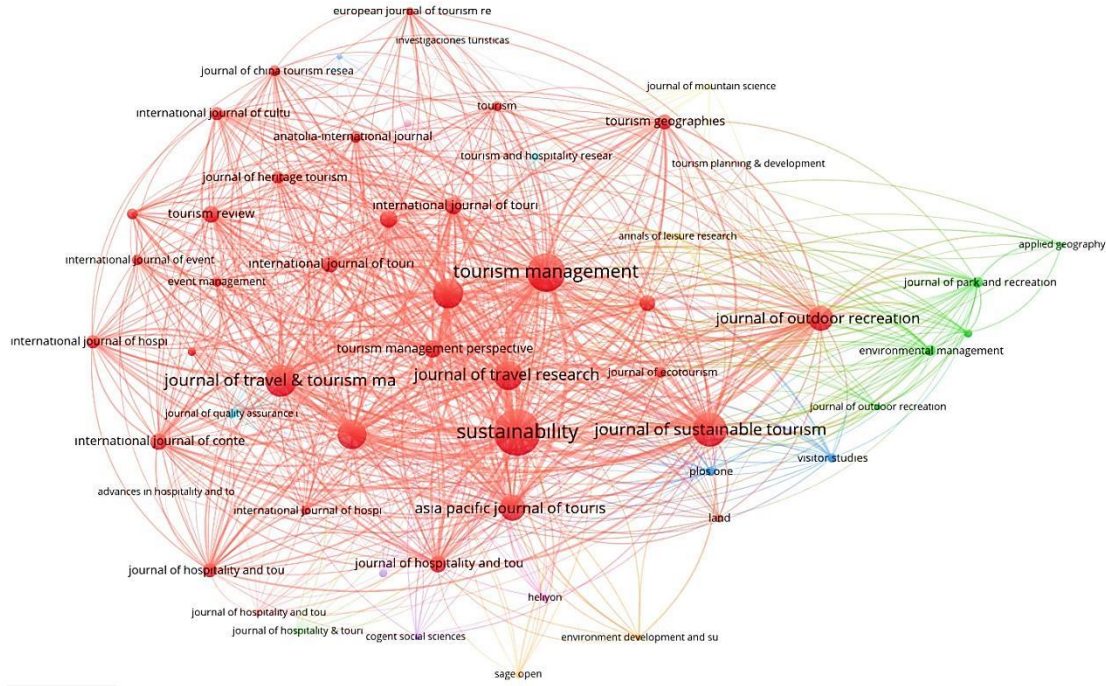 european journal of tourism re
investigaciones turisticas
journal of china tourism resea
journal of mountain science
international journal of cultu
tourism
tourism geographies
anatolia-international journal
tourism and hospitality resear
tourism planning & development
journal of heritage tourism
international journal of touri
tourism review
annals of leisure research
applied geography
international journal of event
international journal of touri
tourism management
event management
journal of park and recreation
journal of outdoor recreation
international journal of hospi
tourism management perspective
environmental management
journal of travel & tourism ma
journal of travel research
journal of ecotourism
journal of quality assurance i
journal of outdoor recreation
international journal of conte
sustainability
journal of sustainable tourism
visitor studies
plos one
advances in hospitality and to
international journal of hospi
asia pacific journal of touris
land
journal of hospitality and tou
journal of hospitality and tou
heliyon
journal of hospitality and tou
journal of hospitality & touri
cogent social sciences
environment development and su
sage open